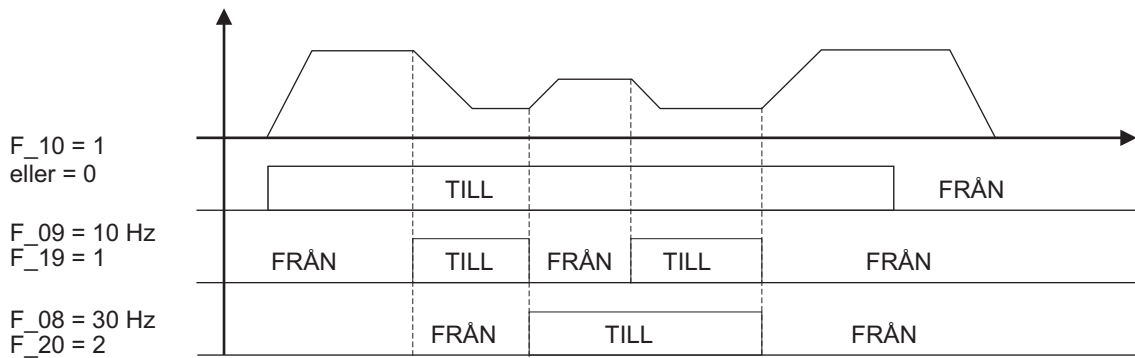 F_10 = 1
eller = 0
TILL
FRÅN
F_09 = 10 Hz
F_19 = 1
FRÅN
TILL
FRÅN
TILL
FRÅN
F_08 = 30 Hz
F_20 = 2
FRÅN
TILL
FRÅN